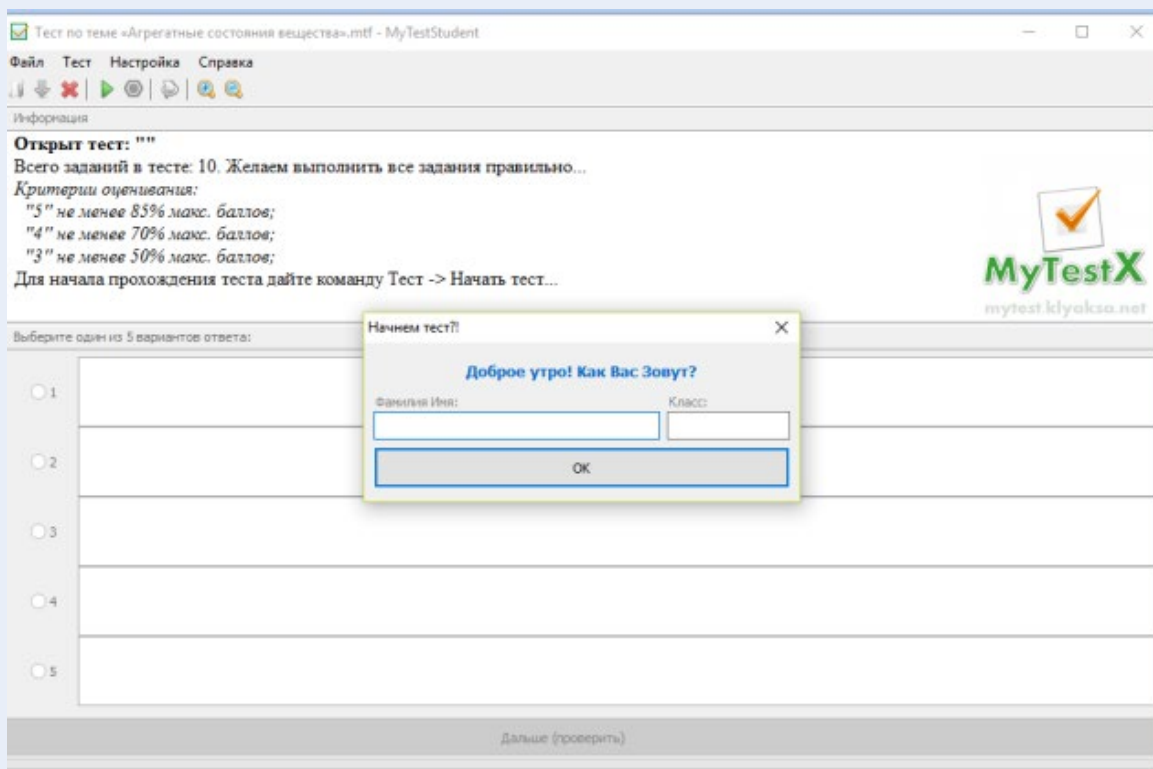 Тест по теме «Агрегатные состояния вещества».mtf - MyTestStudent
Файл Тест Настройка Справка
Информация
Открыт тест: ""
Всего заданий в тесте: 10. Желаем выполнить все задания правильно...
Критерии оценивания:
"5" не менее 85% макс. баллов;
"4" не менее 70% макс. баллов;
"3" не менее 50% макс. баллов;
Для начала прохождения теста дайте команду Тест -> Начать тест...
MyTestX
mytest.klyaksa.net
Выберите один из 5 вариантов ответа:
Начнем тест?!
Доброе утро! Как Вас Зовут?
Фамилия Имя: Класс:
OK
1
2
3
4
5
Дальше (проверить)